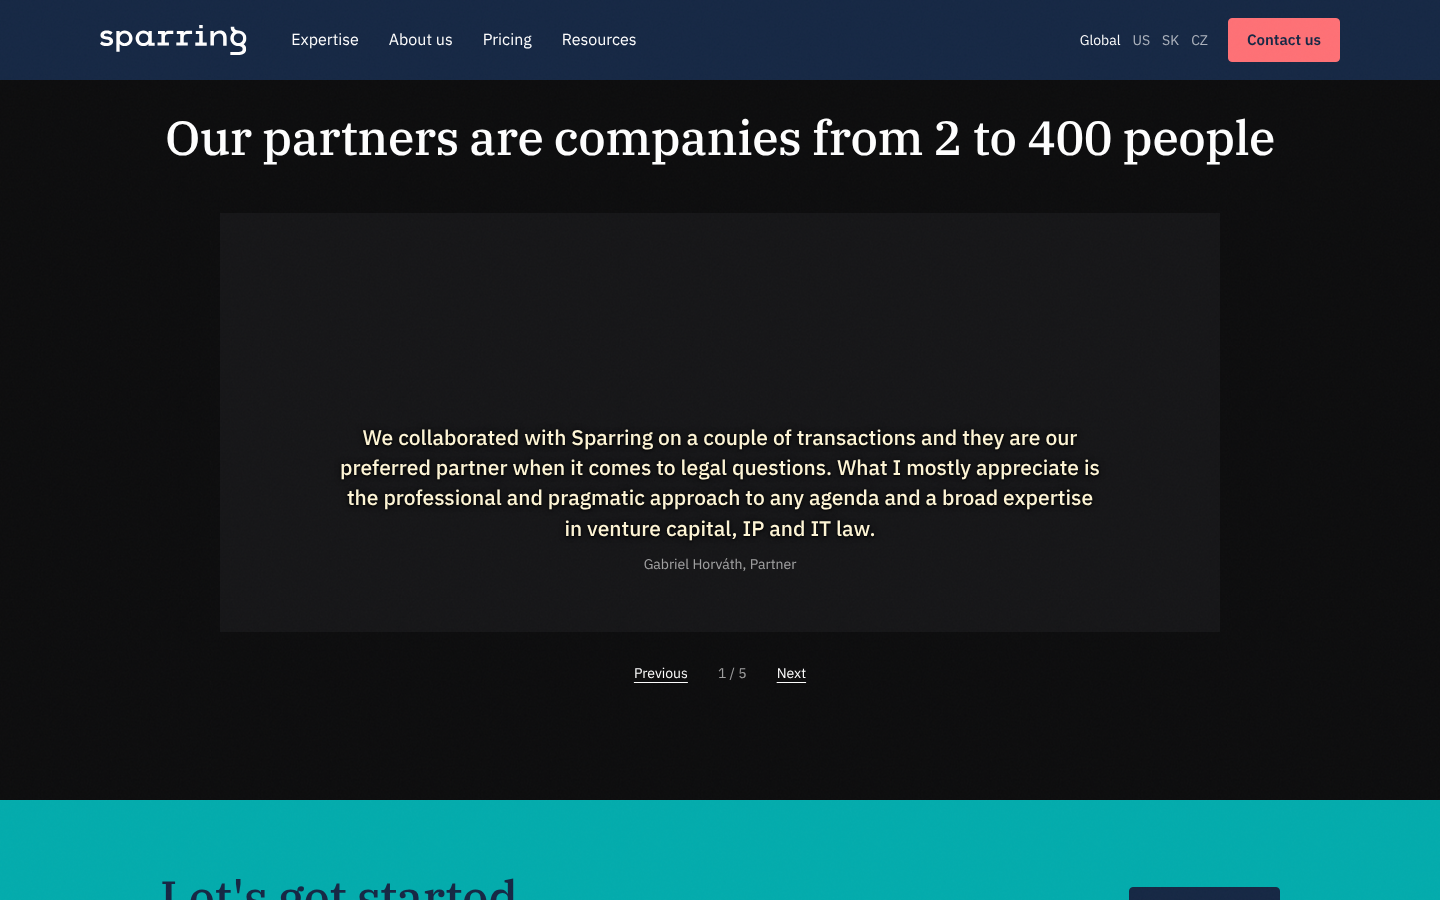 sparring
Expertise
About us
Pricing
Resources
Global
US
SK
CZ
Contact us
Our partners are companies from 2 to 400 people
We collaborated with Sparring on a couple of transactions and they are our
preferred partner when it comes to legal questions. What I mostly appreciate is
the professional and pragmatic approach to any agenda and a broad expertise
in venture capital, IP and IT law.
Gabriel Horváth, Partner
Previous
1 / 5
Next
Let's get started